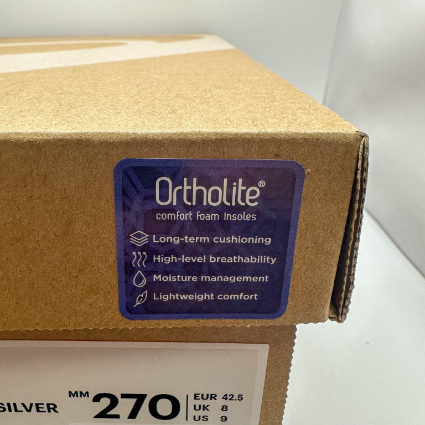 Ortholite®
comfort foam insoles
Long-term cushioning
High-level breathability
Moisture management
Lightweight comfort
SILVER
MM 270
EUR 42.5
UK 8
US 9